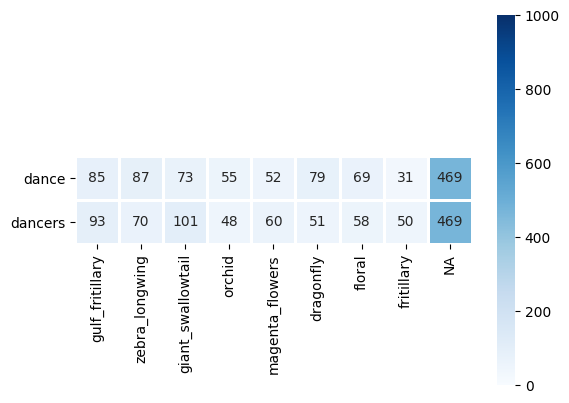 1000
800
600
400
200
0
dance 85 87 73 55 52 79 69 31 469
dancers 93 70 101 48 60 51 58 50 469
gulf_fritillary
zebra_longwing
giant_swallowtail
orchid
magenta_flowers
dragonfly
floral
fritillary
NA